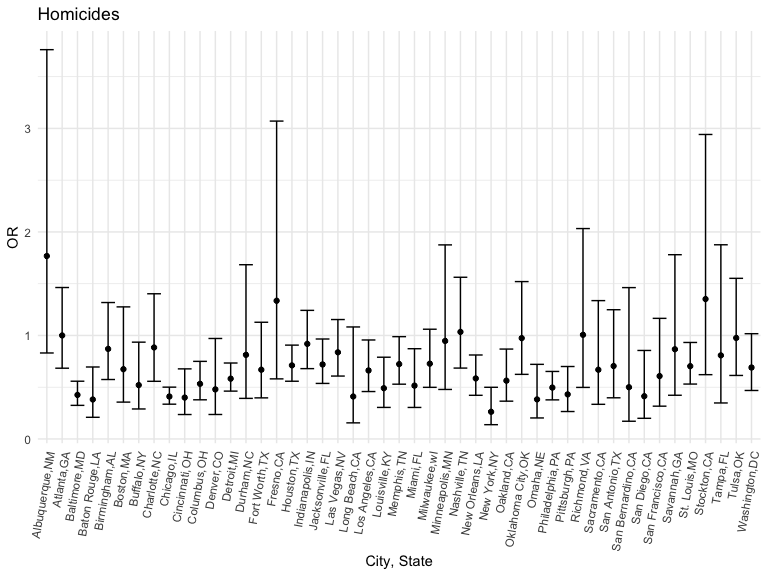 Homicides
3
2
1
0
OR
Albuquerque,NM
Atlanta,GA
Baltimore,MD
Baton Rouge,LA
Birmingham,AL
Boston,MA
Buffalo,NY
Charlotte,NC
Chicago,IL
Cincinnati,OH
Columbus,OH
Denver,CO
Detroit,MI
Durham,NC
Fort Worth,TX
Fresno,CA
Houston,TX
Indianapolis,IN
Jacksonville,FL
Las Vegas,NV
Long Beach,CA
Los Angeles,CA
Louisville,KY
Memphis,TN
Miami,FL
Milwaukee,wI
Minneapolis,MN
Nashville,TN
New Orleans,LA
New York,NY
Oakland,CA
Oklahoma City,OK
Omaha,NE
Philadelphia,PA
Pittsburgh,PA
Richmond,VA
Sacramento,CA
San Antonio,TX
San Bernardino,CA
San Diego,CA
San Francisco,CA
Savannah,GA
St. Louis,MO
Stockton,CA
Tampa,FL
Tulsa,OK
Washington,DC
City, State